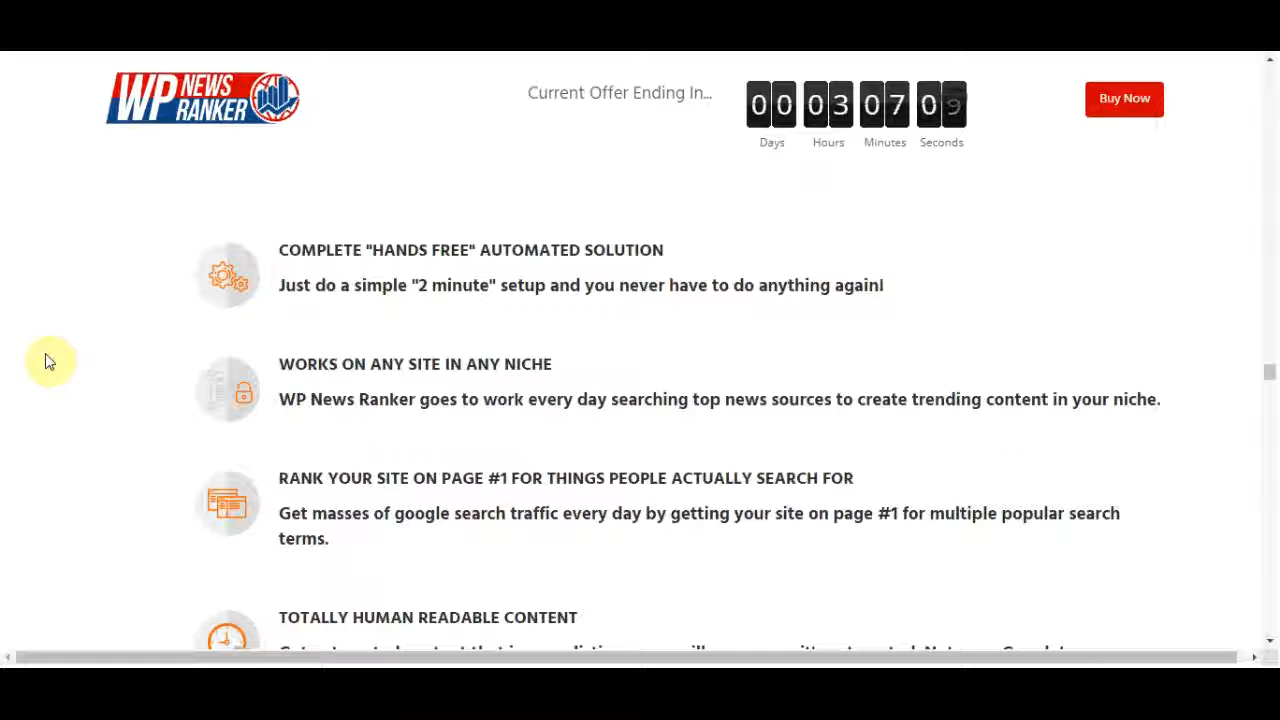 WP NEWS RANKER
Current Offer Ending In...
00 03 07 09
Days Hours Minutes Seconds
Buy Now
COMPLETE "HANDS FREE" AUTOMATED SOLUTION
Just do a simple "2 minute" setup and you never have to do anything again!
WORKS ON ANY SITE IN ANY NICHE
WP News Ranker goes to work every day searching top news sources to create trending content in your niche.
RANK YOUR SITE ON PAGE #1 FOR THINGS PEOPLE ACTUALLY SEARCH FOR
Get masses of google search traffic every day by getting your site on page #1 for multiple popular search
terms.
TOTALLY HUMAN READABLE CONTENT